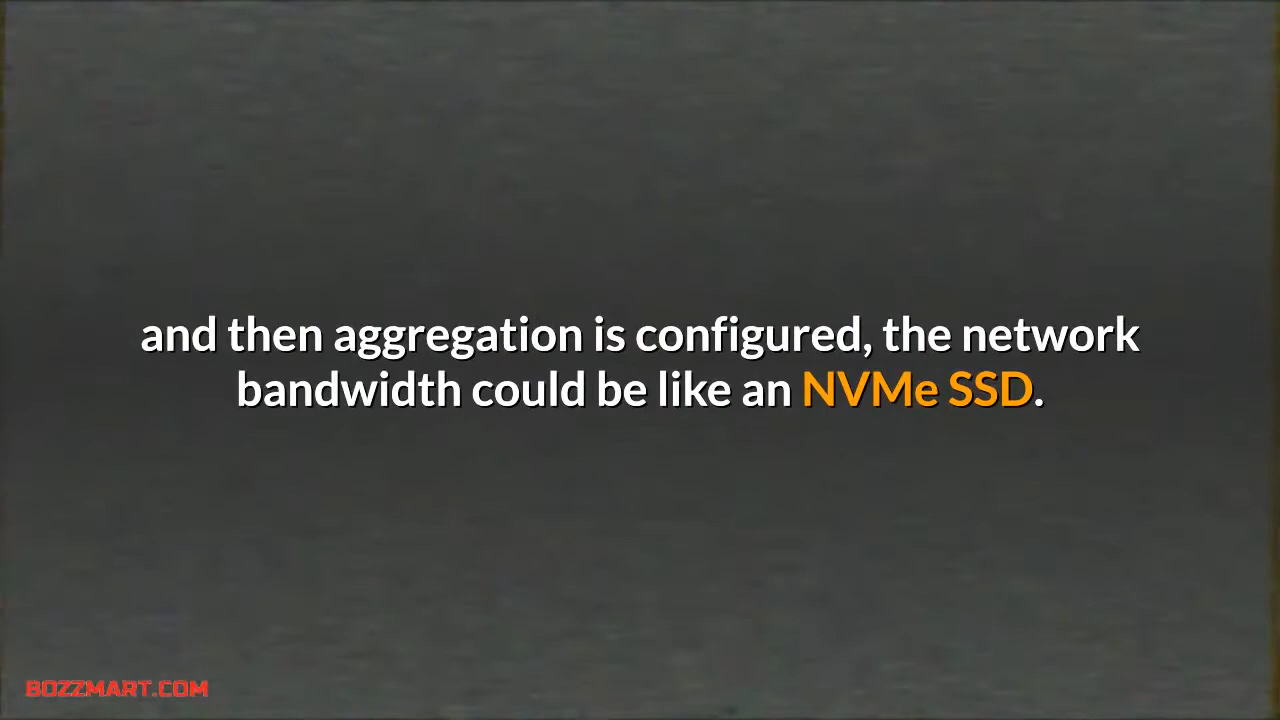 and then aggregation is configured, the network
bandwidth could be like an NVMe SSD.
BOZZMART.COM